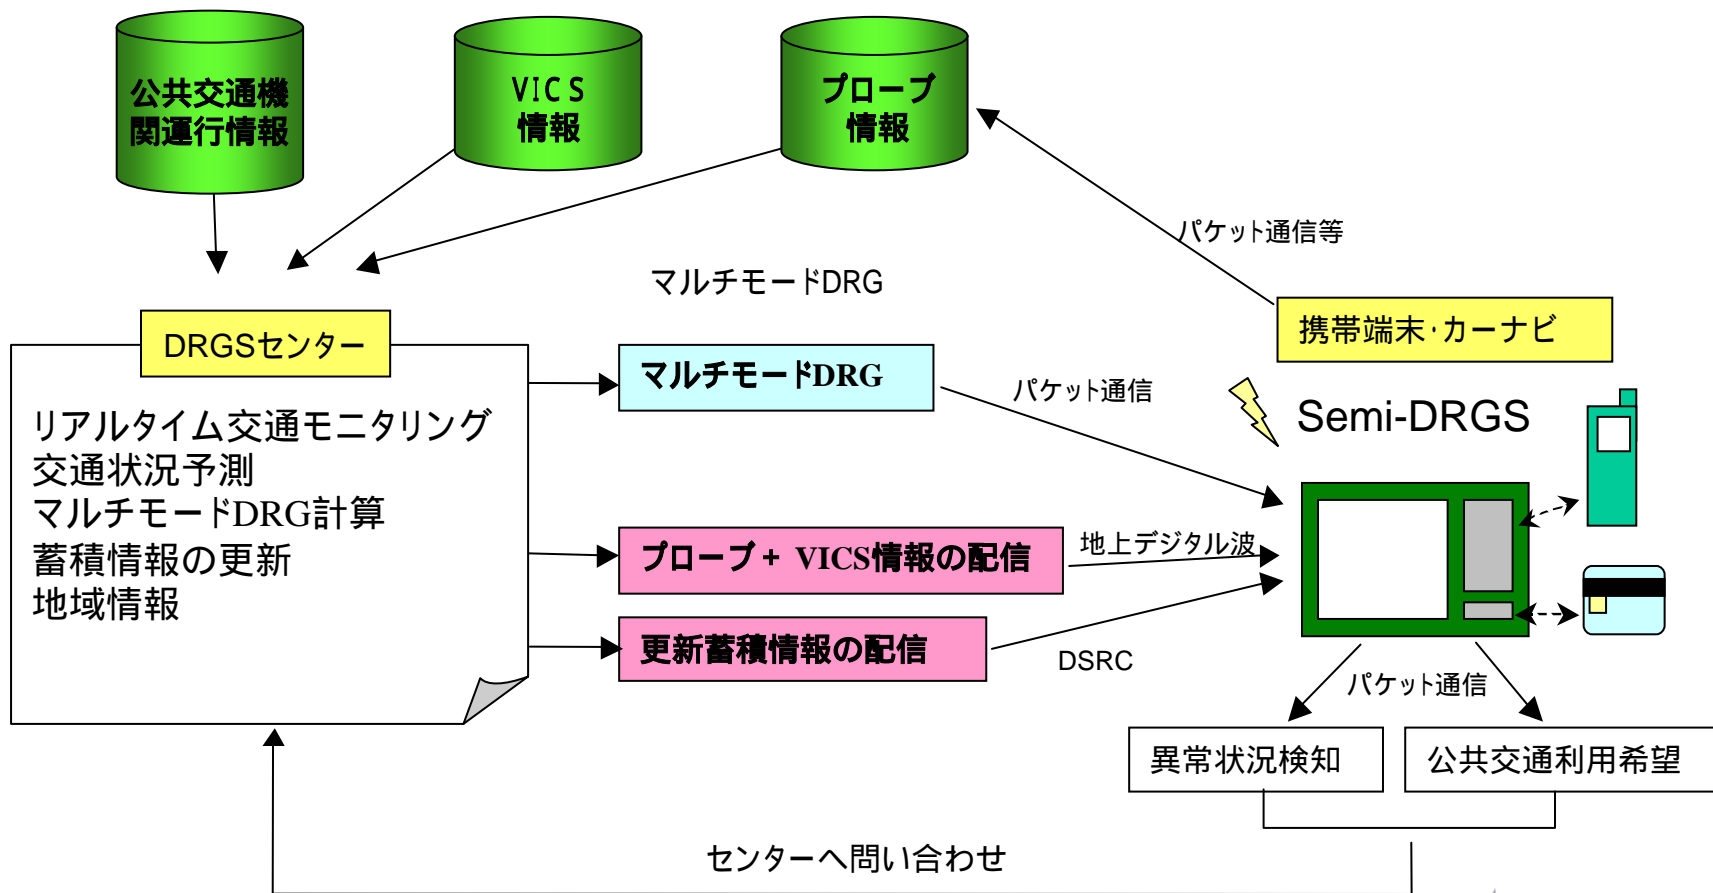 公共交通機
関運行情報
VICS
情報
プローブ
情報
パケット通信等
マルチモードDRG
携帯端末・カーナビ
DRGSセンター
マルチモードDRG
パケット通信
Semi-DRGS
リアルタイム交通モニタリング
交通状況予測
マルチモードDRG計算
蓄積情報の更新
地域情報
プローブ+ VICS情報の配信
地上デジタル波
更新蓄積情報の配信
DSRC
パケット通信
異常状況検知
公共交通利用希望
センターへ問い合わせ